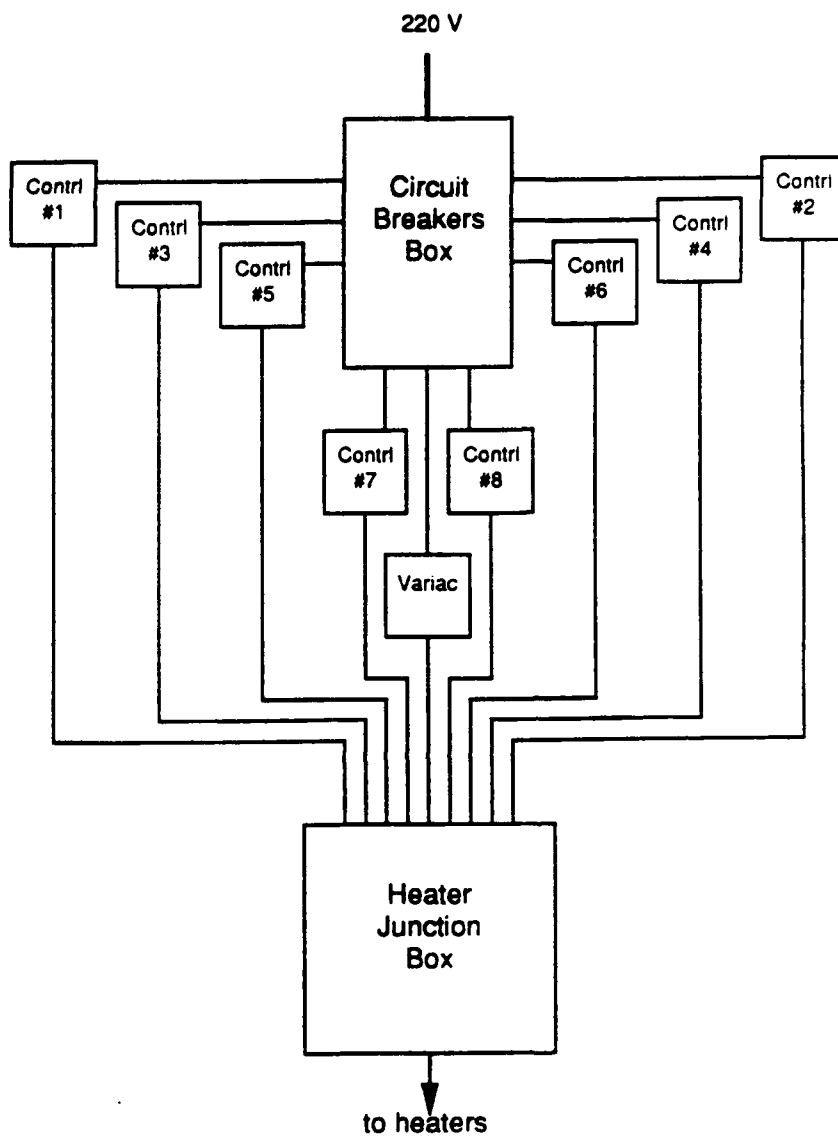 220 V
Circuit
Breakers
Box
Contrl
#1
Contrl
#2
Contrl
#3
Contrl
#4
Contrl
#5
Contrl
#6
Contrl
#7
Contrl
#8
Variac
Heater
Junction
Box
to heaters